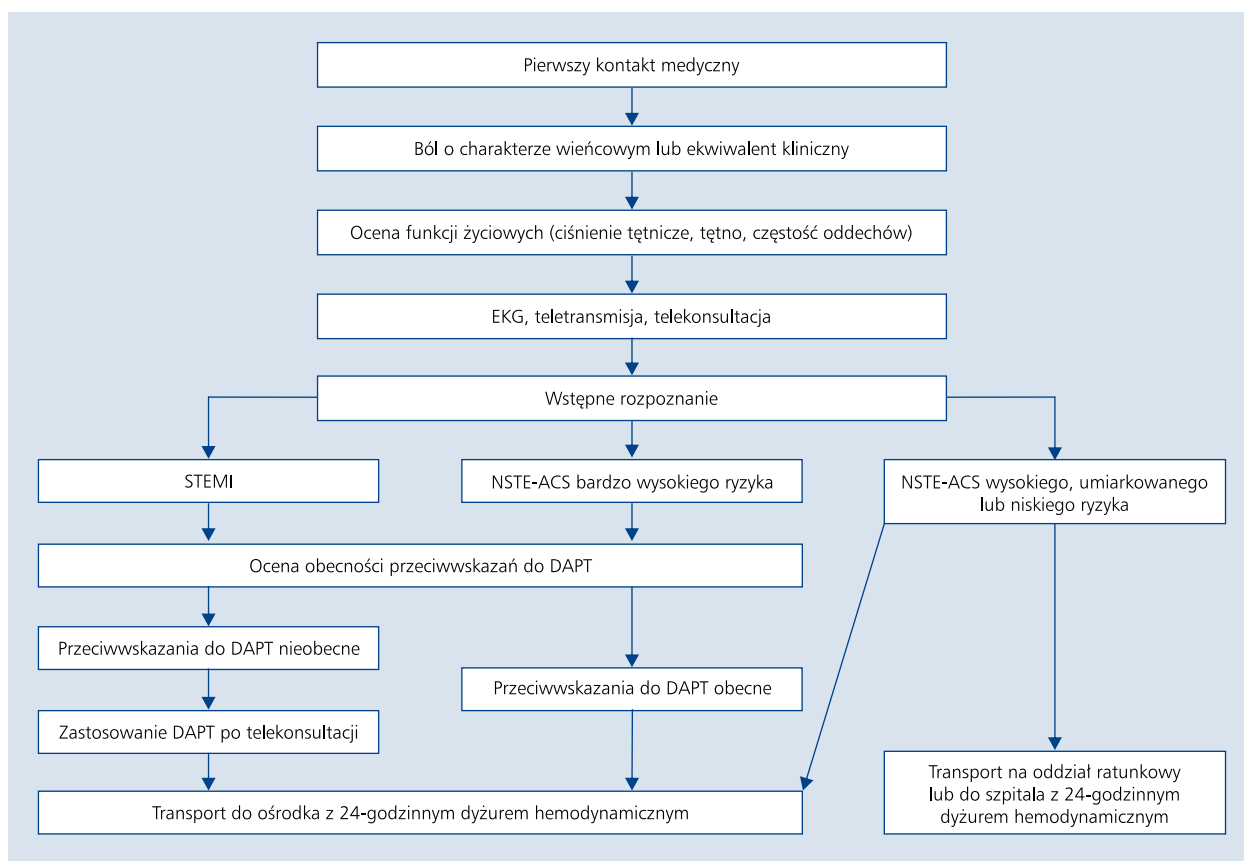 Pierwszy kontakt medyczny
Ból o charakterze wieńcowym lub ekwiwalent kliniczny
Ocena funkcji życiowych (ciśnienie tętnicze, tętno, częstość oddechów)
EKG, teletransmisja, telekonsultacja
Wstępne rozpoznanie
STEMI
NSTE-ACS bardzo wysokiego ryzyka
NSTE-ACS wysokiego, umiarkowanego
lub niskiego ryzyka
Ocena obecności przeciwwskazań do DAPT
Przeciwwskazania do DAPT nieobecne
Przeciwwskazania do DAPT obecne
Zastosowanie DAPT po telekonsultacji
Transport do ośrodka z 24-godzinnym dyżurem hemodynamicznym
Transport na oddział ratunkowy
lub do szpitala z 24-godzinnym
dyżurem hemodynamicznym